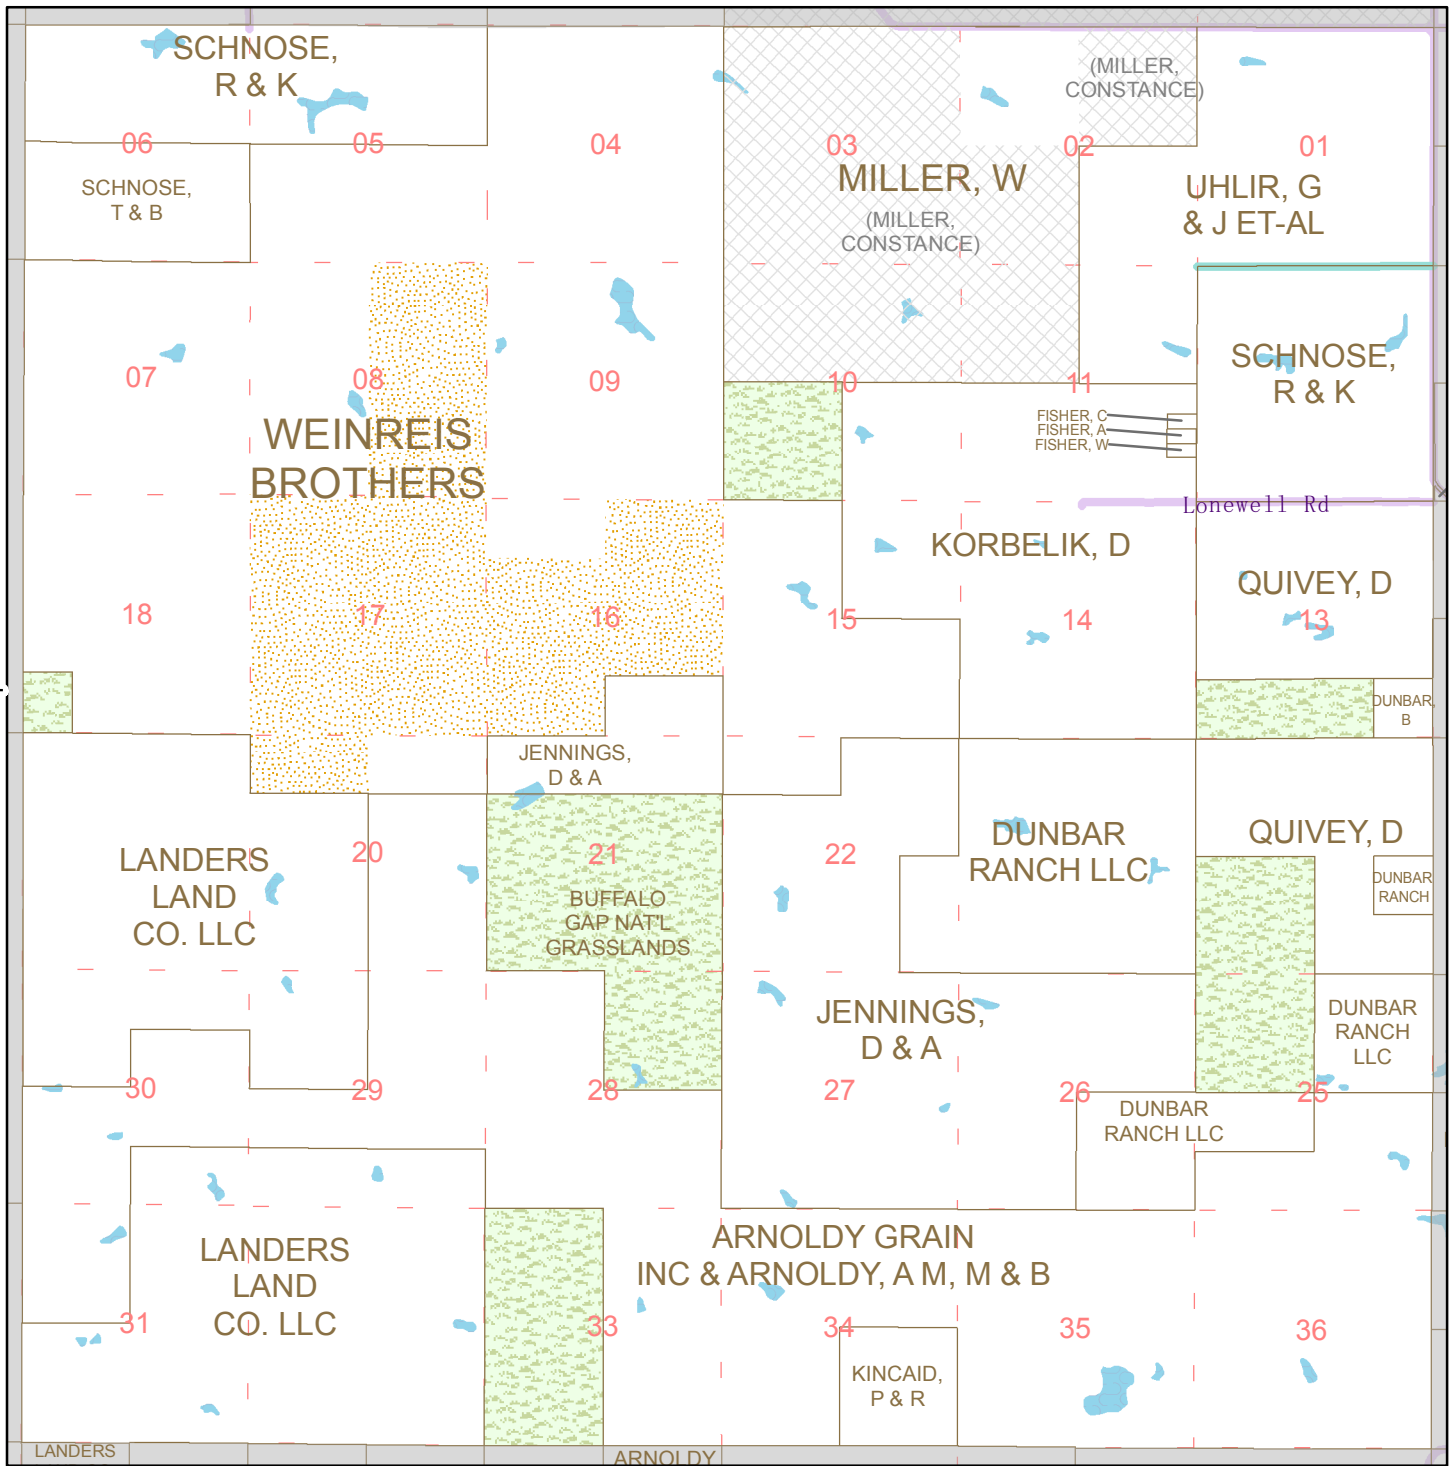 SCHNOSE,
R & K
(MILLER,
CONSTANCE)
06
05
04
03
02
01
SCHNOSE,
T & B
MILLER, W
(MILLER,
CONSTANCE)
UHLIR, G
& J ET-AL
07
08
09
10
11
SCHNOSE,
R & K
WEINREIS
BROTHERS
FISHER, C
FISHER, A
FISHER, W
Lonewell Rd
KORBELIK, D
QUIVEY, D
18
17
16
15
14
13
DUNBAR,
B
JENNINGS,
D & A
LANDERS
LAND
CO. LLC
20
21
22
DUNBAR
RANCH LLC
QUIVEY, D
BUFFALO
GAP NAT'L
GRASSLANDS
DUNBAR
RANCH
JENNINGS,
D & A
DUNBAR
RANCH
LLC
30
29
28
27
26
25
DUNBAR
RANCH LLC
LANDERS
LAND
CO. LLC
ARNOLDY GRAIN
INC & ARNOLDY, A M, M & B
31
33
34
35
36
KINCAID,
P & R
LANDERS
ARNOLDY